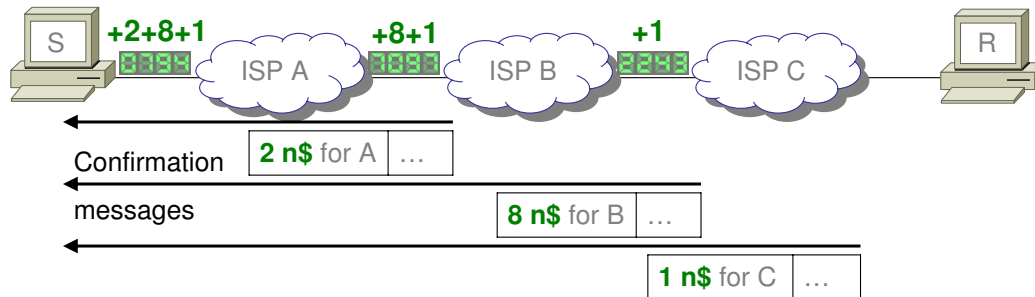 +2+8+1
+8+1
+1
S
ISP A
ISP B
ISP C
R
2 n$ for A
…
Confirmation
messages
8 n$ for B
…
1 n$ for C
…